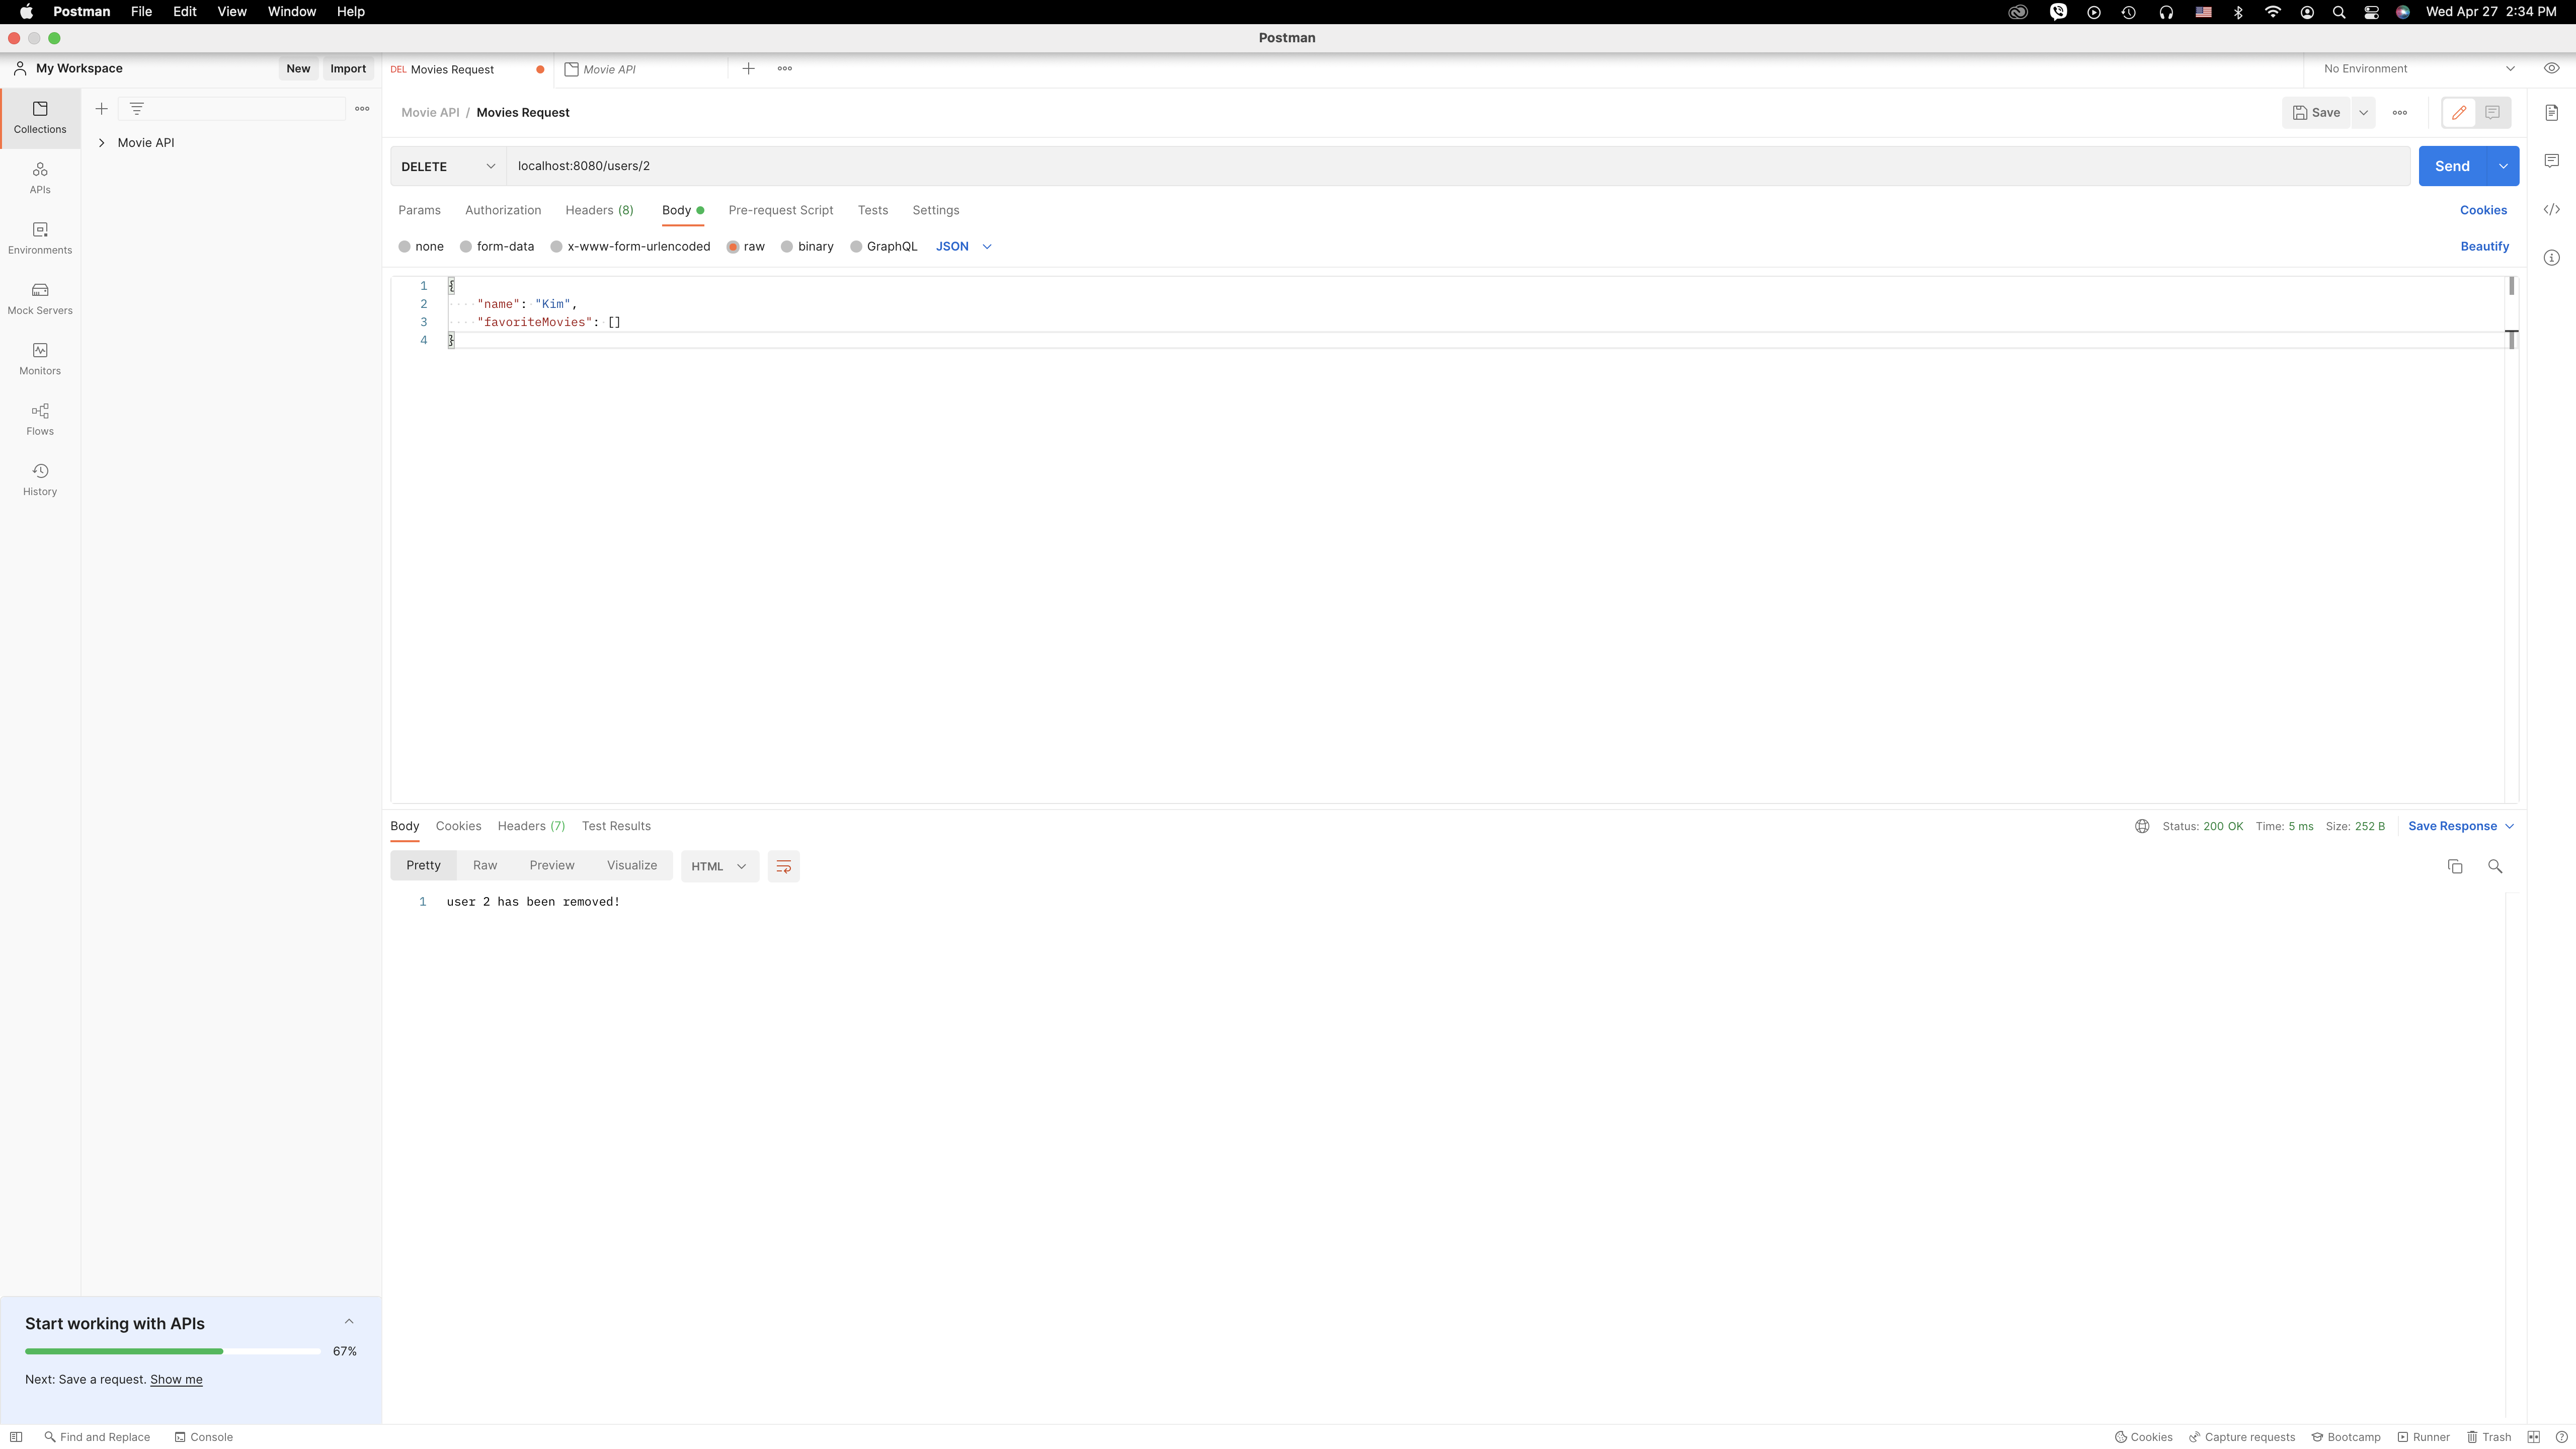 Postman File Edit View Window Help Wed Apr 27 2:34 PM
Postman
My Workspace New Import DEL Movies Request Movie API No Environment
Movie API / Movies Request Save
Collections
Movie API
DELETE localhost:8080/users/2 Send
APIs
Params Authorization Headers (8) Body Pre-request Script Tests Settings Cookies
Environments
none form-data x-www-form-urlencoded raw binary GraphQL JSON Beautify
1 {
2 "name": "Kim",
3 "favoriteMovies": []
4 }
Mock Servers
Monitors
Flows
History
Body Cookies Headers (7) Test Results Status: 200 OK Time: 5 ms Size: 252 B Save Response
Pretty Raw Preview Visualize HTML
1 user 2 has been removed!
Start working with APIs
67%
Next: Save a request. Show me
Find and Replace Console Cookies Capture requests Bootcamp Runner Trash